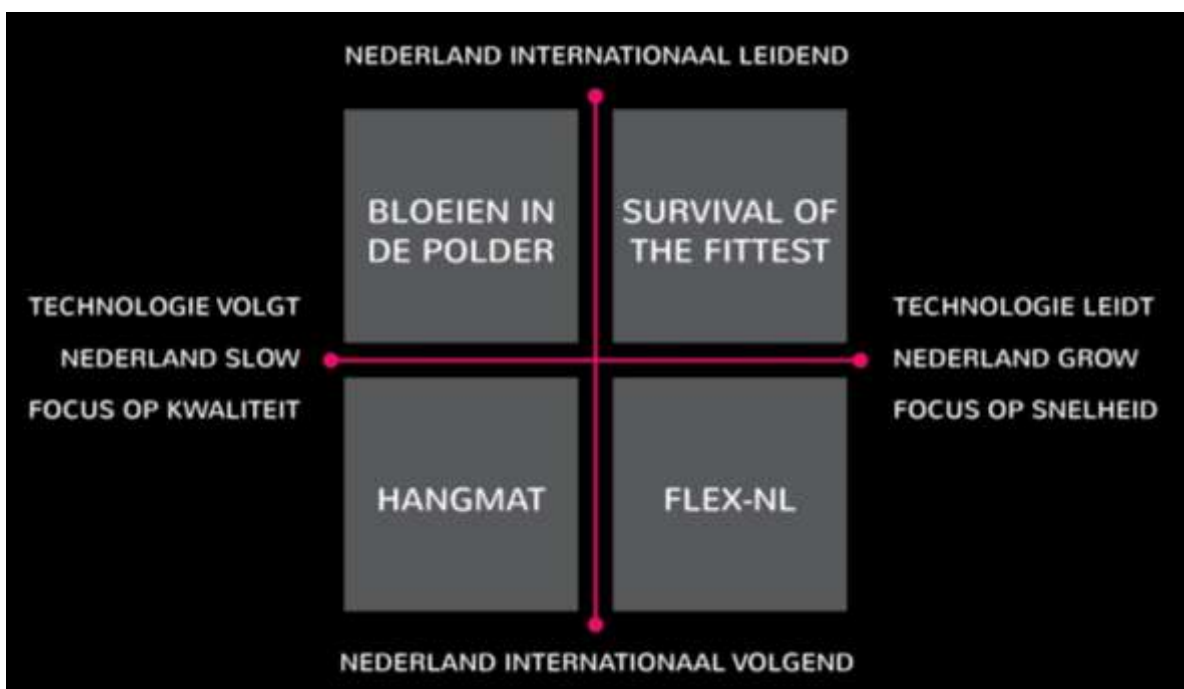 NEDERLAND INTERNATIONAAL LEIDEND
BLOEIEN IN
DE POLDER
SURVIVAL OF
THE FITTEST
TECHNOLOGIE VOLGT
NEDERLAND SLOW
FOCUS OP KWALITEIT
TECHNOLOGIE LEIDT
NEDERLAND GROW
FOCUS OP SNELHEID
HANGMAT
FLEX-NL
NEDERLAND INTERNATIONAAL VOLGEND